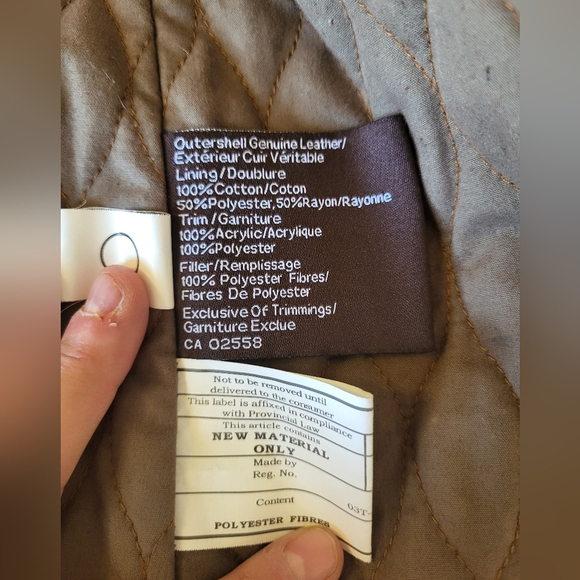 Outershell Genuine Leather/
Extérieur Cuir Véritable
Lining/Doublure
100%Cotton/Coton
50%Polyester,50%Rayon/Rayonne
Trim/Garniture
100%Acrylic/Acrylique
100%Polyester
Filler/Remplissage
100% Polyester Fibres/
Fibres De Polyester
Exclusive Of Trimmings/
Garniture Exclue
CA 02558
Not to be removed until
delivered to the consumer
This label is affixed in compliance
with Provincial Law
This article contains
NEW MATERIAL
ONLY
Made by
Reg. No.
Content
03T-
POLYESTER FIBRES